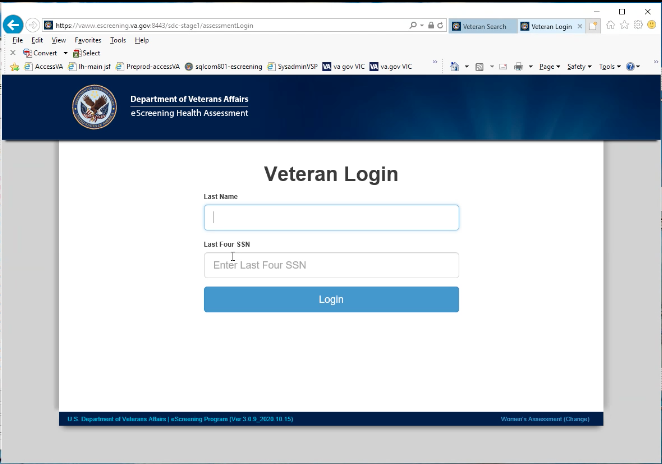 https://vaww.escreening.va.gov:8443/sdc-stage1/assessmentLogin
Veteran Search
Veteran Login
File Edit View Favorites Tools Help
Convert Select
AccessVA lh-main jsf Preprod-accessVA sqlcom801-escreening SysadminVSP va gov VIC va.gov VIC Page Safety Tools
Department of Veterans Affairs
eScreening Health Assessment
Veteran Login
Last Name
Last Four SSN
Enter Last Four SSN
Login
U.S. Department of Veterans Affairs | eScreening Program (Ver 3.6.9_2020.10.15) Women's Assessment (Change)